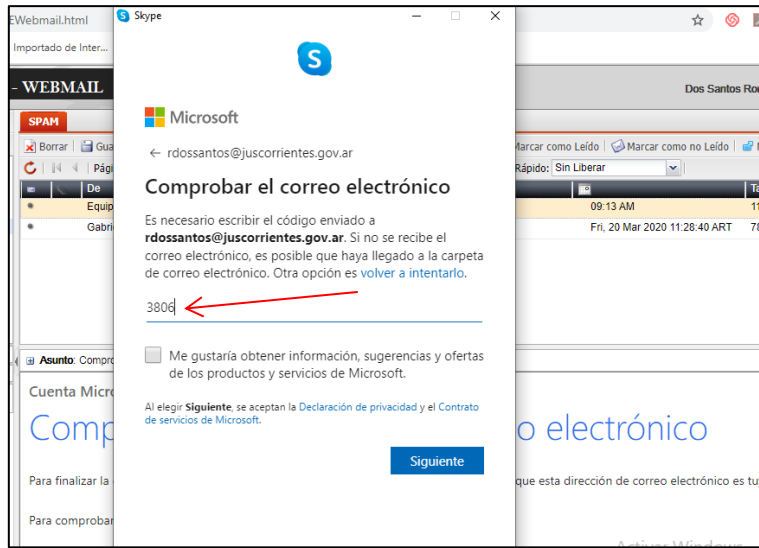 EWebmail.html
Skype
Importado de Inter...
- WEBMAIL
Dos Santos
SPAM
Microsoft
Borrar
Marcar como Leído
Marcar como no Leído
← rdossantos@juscorrientes.gov.ar
Rápido:
Sin Liberar
Comprobar el correo electrónico
De
Equip
09:13 AM
11
Es necesario escribir el código enviado a
rdossantos@juscorrientes.gov.ar. Si no se recibe el
Gabri
Fri, 20 Mar 2020 11:28:40 ART
78
correo electrónico, es posible que haya llegado a la carpeta
de correo electrónico. Otra opción es volver a intentarlo.
3806
Me gustaría obtener información, sugerencias y ofertas
de los productos y servicios de Microsoft.
Asunto: Compro
Cuenta Micro
Al elegir Siguiente, se aceptan la Declaración de privacidad y el Contrato
de servicios de Microsoft.
Comp
o electrónico
Siguiente
Para finalizar la
que esta dirección de correo electrónico es tu
Para comprobar